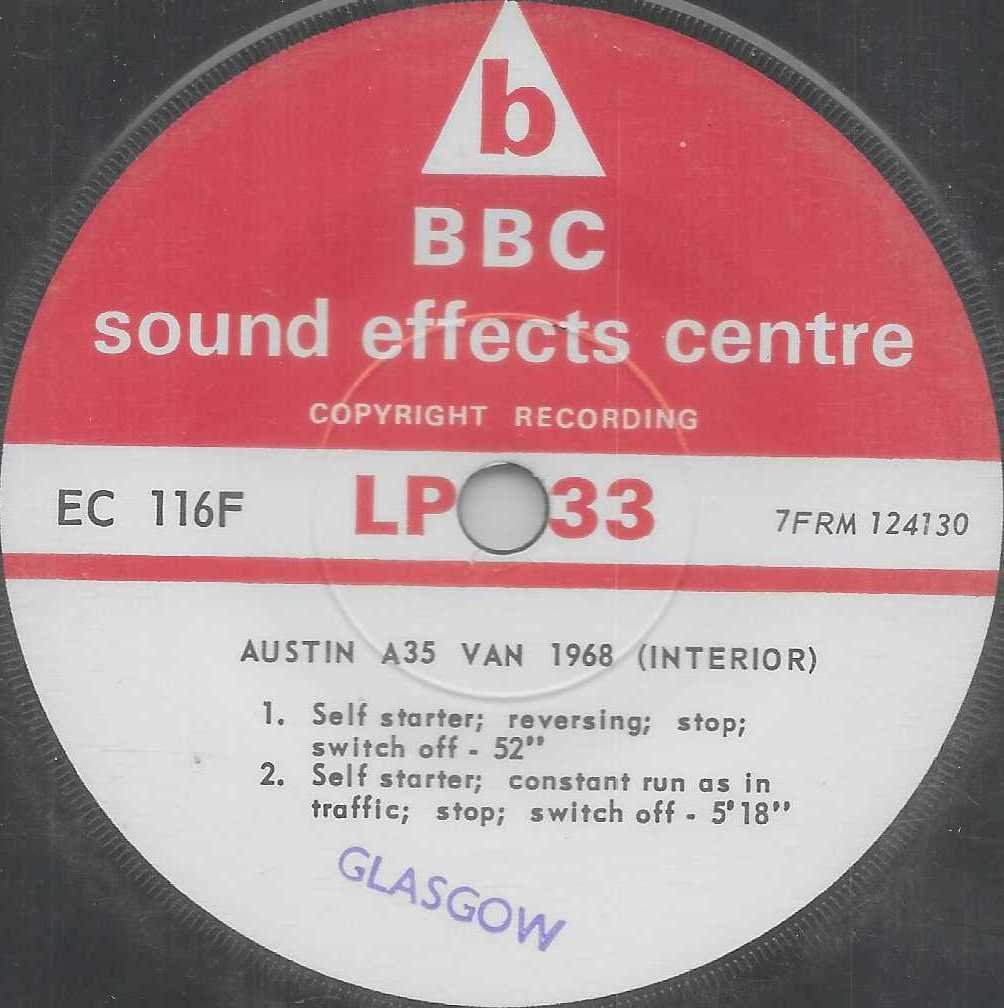 b
BBC
sound effects centre
COPYRIGHT RECORDING
EC 116F LP 33 7FRM 124130
AUSTIN A35 VAN 1968 (INTERIOR)
1. Self starter; reversing; stop;
switch off - 52"
2. Self starter; constant run as in
traffic; stop; switch off - 5'18"
GLASGOW